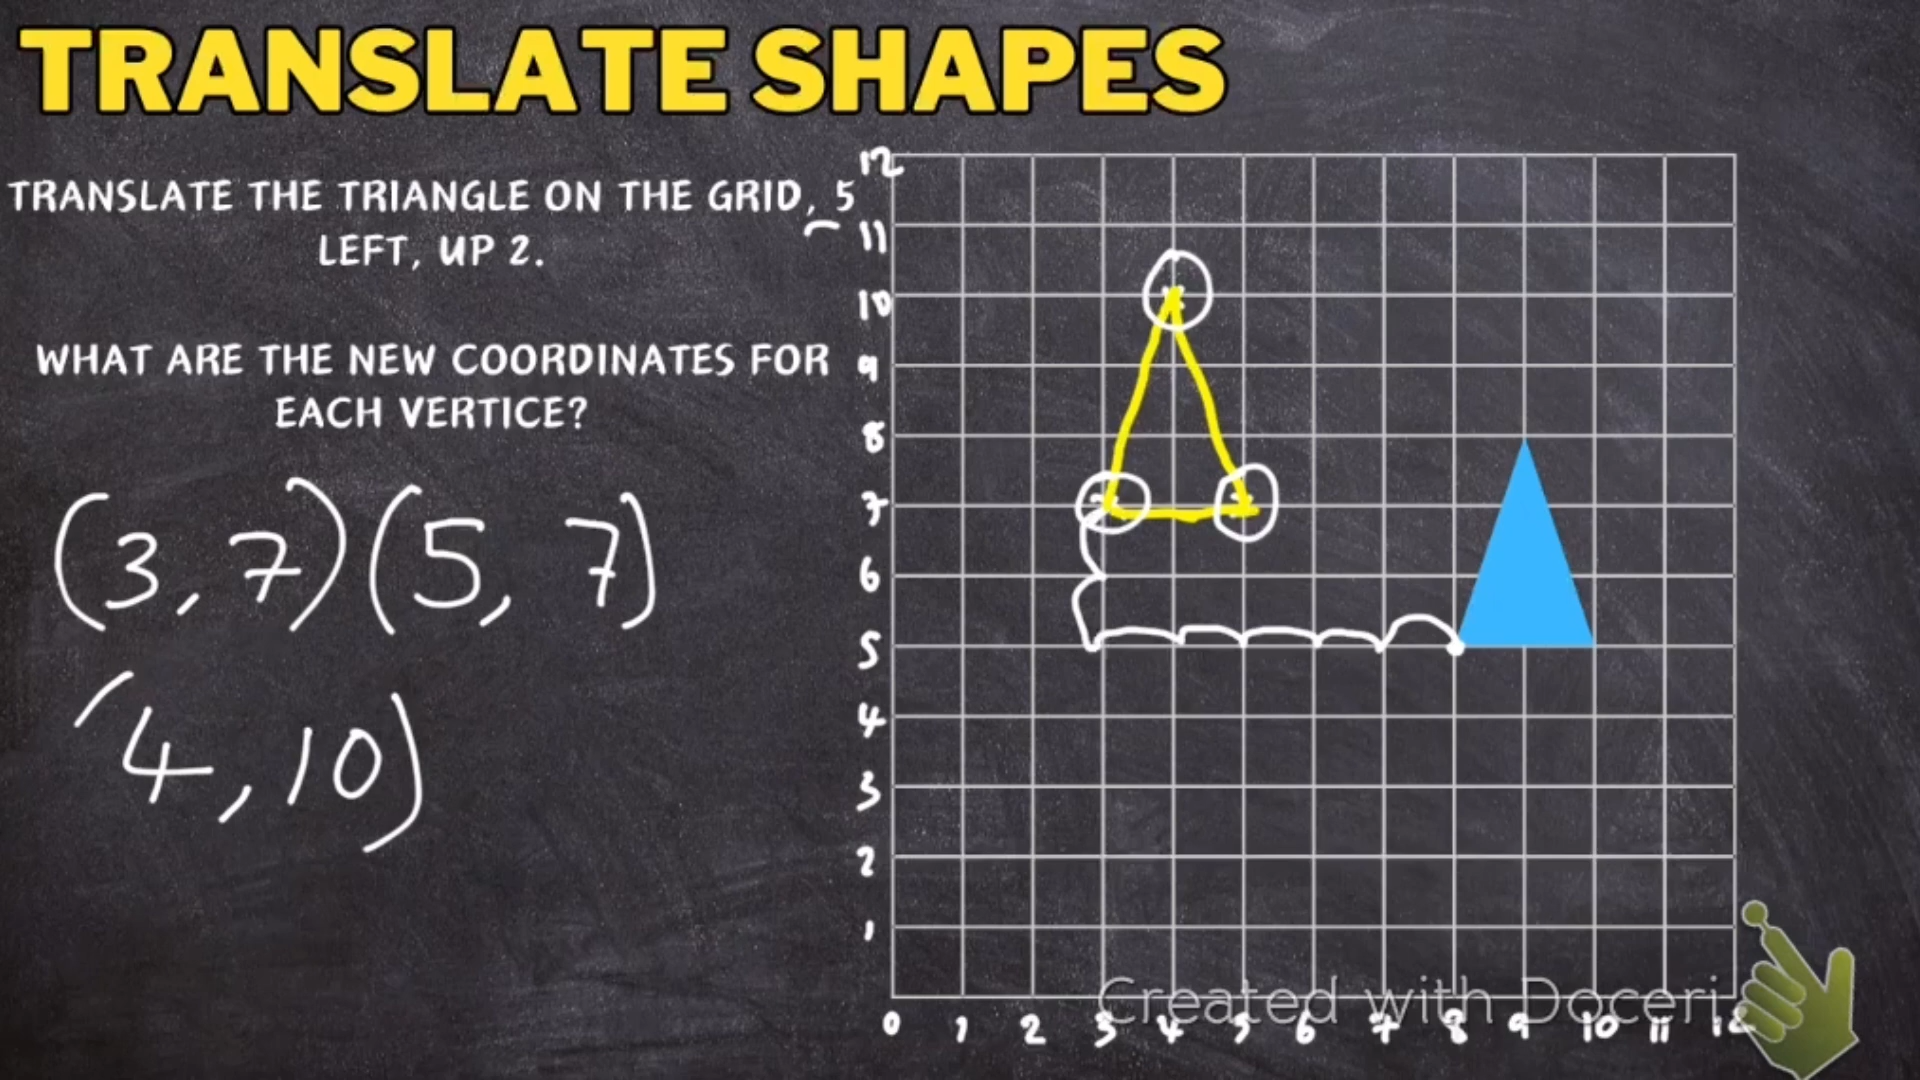 TRANSLATE SHAPES
TRANSLATE THE TRIANGLE ON THE GRID, 5
LEFT, UP 2.
WHAT ARE THE NEW COORDINATES FOR
EACH VERTICE?
(3, 7) (5, 7)
(4, 10)
12
11
10
9
8
7
6
5
4
3
2
1
0 1 2 3 4 5 6 7 8 9 10 11 12
Created with Doceri